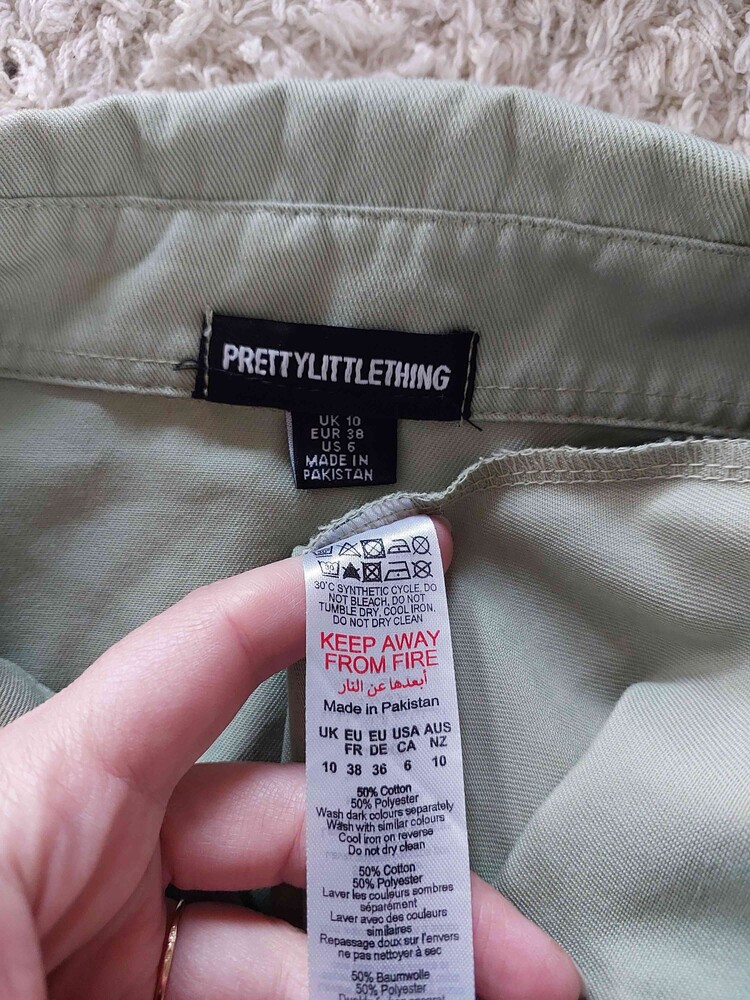 PRETTYLITTLETHING
UK 10
EUR 38
US 6
MADE IN
PAKISTAN
30°C SYNTHETIC CYCLE, DO
NOT BLEACH, DO NOT
TUMBLE DRY, COOL IRON,
DO NOT DRY CLEAN
KEEP AWAY
FROM FIRE
أبعدها عن النار
Made in Pakistan
UK EU EU USA AUS
FR DE CA NZ
10 38 36 6 10
50% Cotton
50% Polyester
Wash dark colours separately
Wash with similar colours
Cool iron on reverse
Do not dry clean
50% Cotton
50% Polyester
Laver les couleurs sombres
séparément
Laver avec des couleurs
similaires
Repassage doux sur l'envers
ne pas nettoyer à sec
50% Baumwolle
50% Polyester